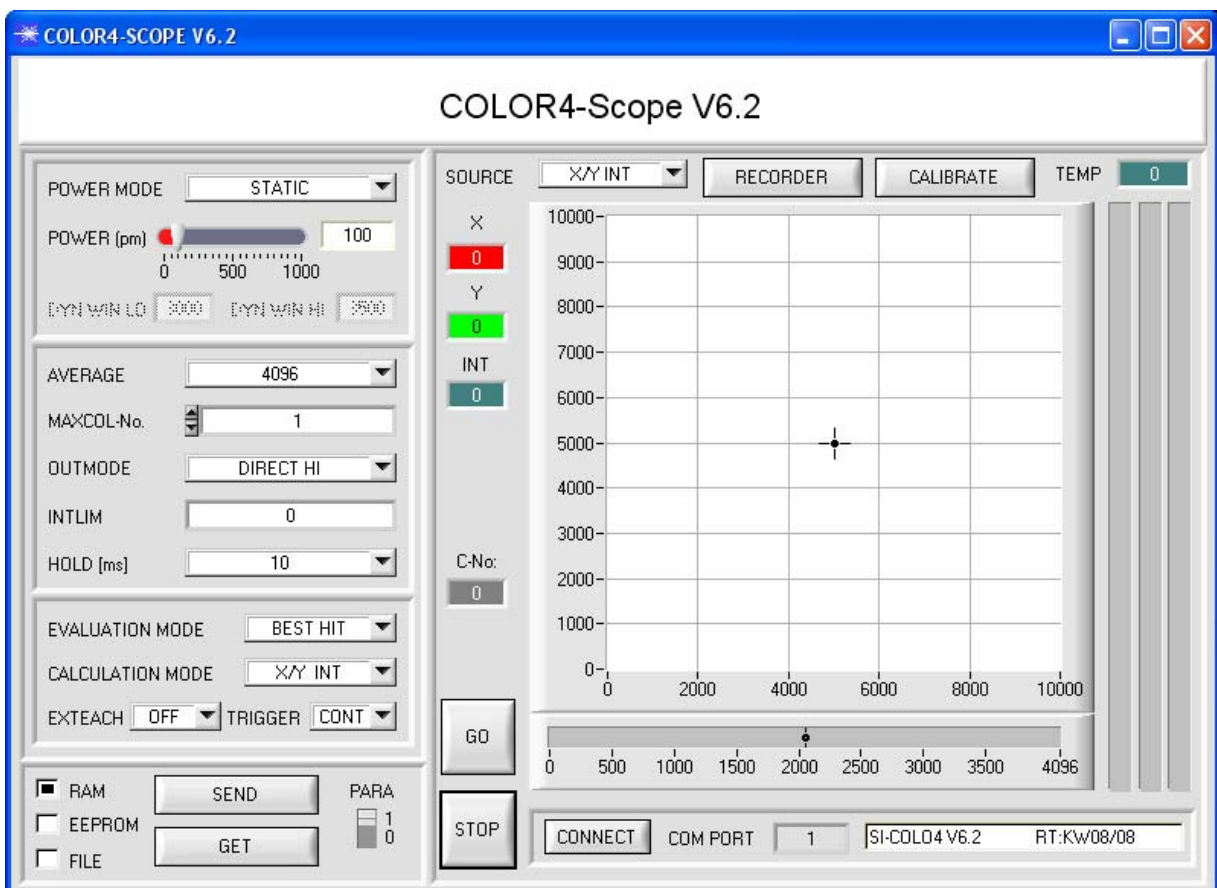 COLOR4-SCOPE V6.2
COLOR4-Scope V6.2
POWER MODE STATIC
POWER (pm) 100
0 500 1000
DYN WIN LO 3000 DYN WIN HI 3500
AVERAGE 4096
MAXCOL-No. 1
OUTMODE DIRECT HI
INTLIM 0
HOLD [ms] 10
EVALUATION MODE BEST HIT
CALCULATION MODE X/Y INT
EXTEACH OFF TRIGGER CONT
RAM
EEPROM
FILE
SEND
GET
PARA
1
0
SOURCE X/Y INT RECORDER CALIBRATE TEMP 0
X
0
Y
0
INT
0
C-No:
0
GO
STOP
10000
9000
8000
7000
6000
5000
4000
3000
2000
1000
0
0 2000 4000 6000 8000 10000
0 500 1000 1500 2000 2500 3000 3500 4096
CONNECT COM PORT 1 SI-COLO4 V6.2 RT:KW08/08